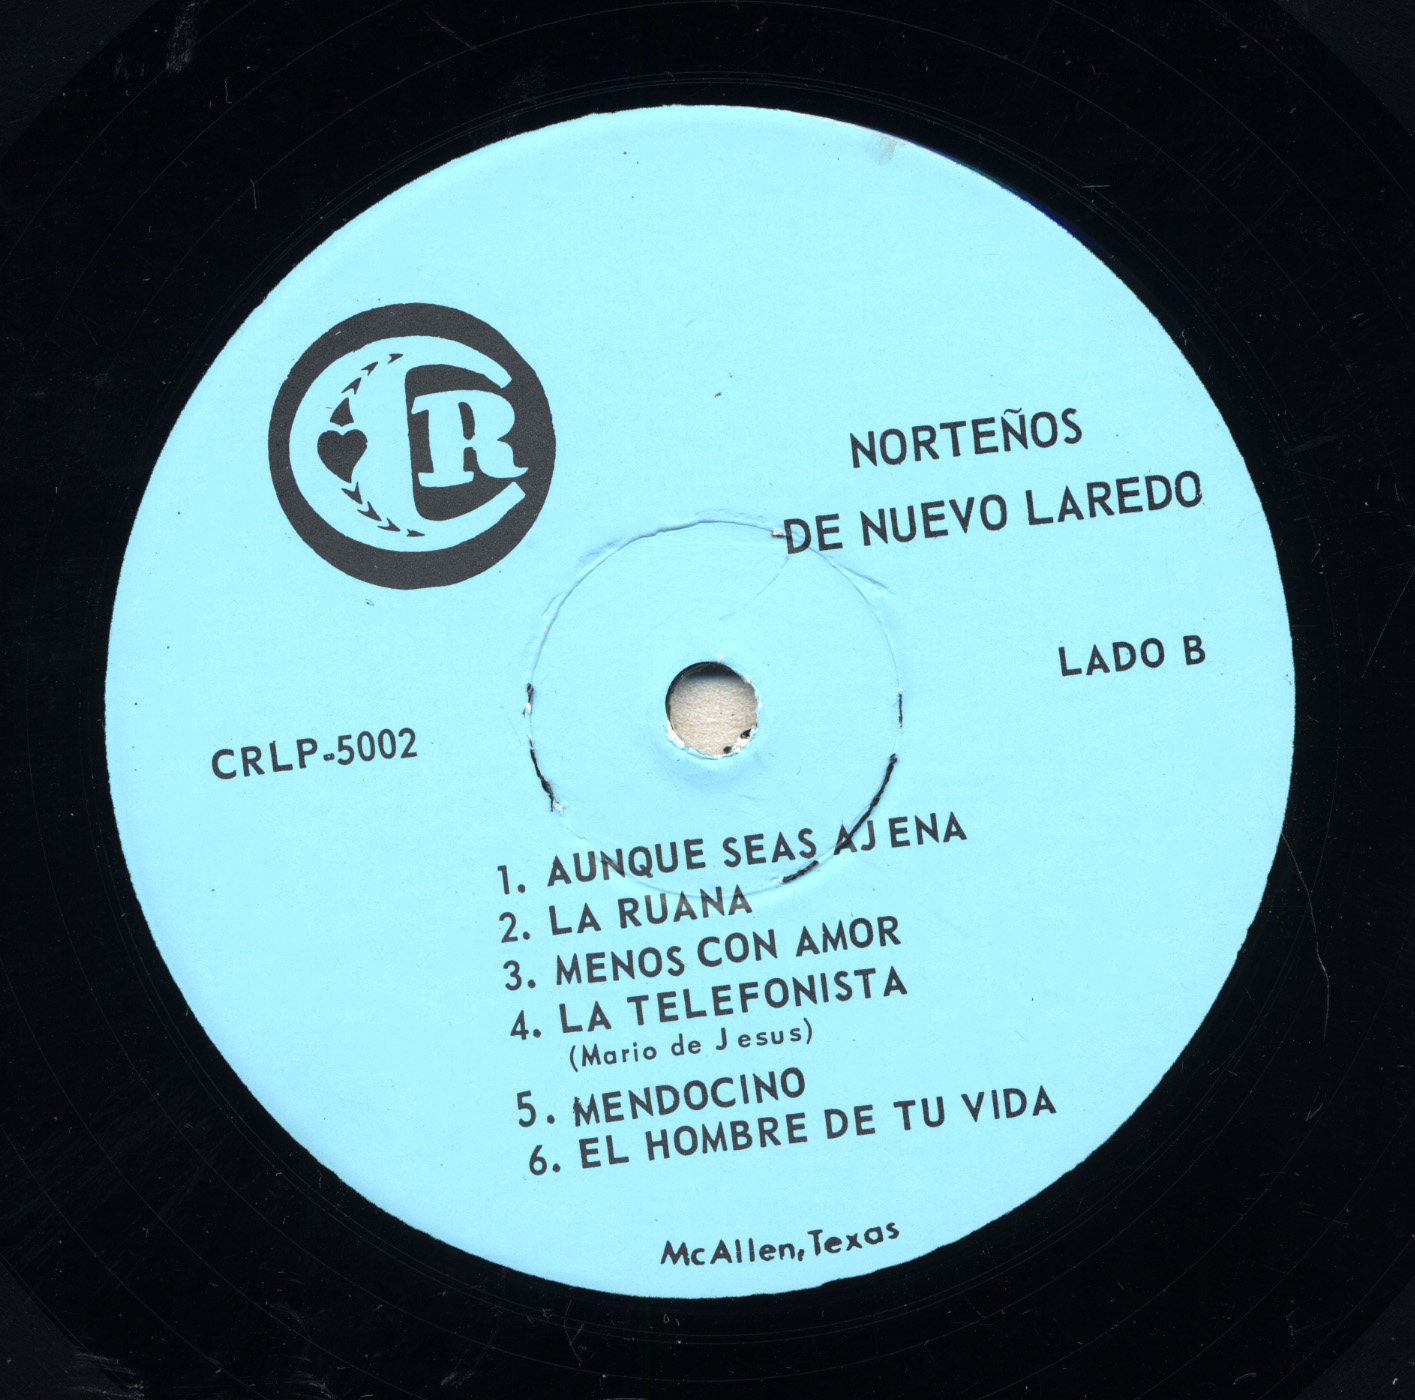 CR
NORTEÑOS
DE NUEVO LAREDO
LADO B
CRLP-5002
1. AUNQUE SEAS AJENA
2. LA RUANA
3. MENOS CON AMOR
4. LA TELEFONISTA
(Mario de Jesus)
5. MENDOCINO
6. EL HOMBRE DE TU VIDA
McAllen, Texas